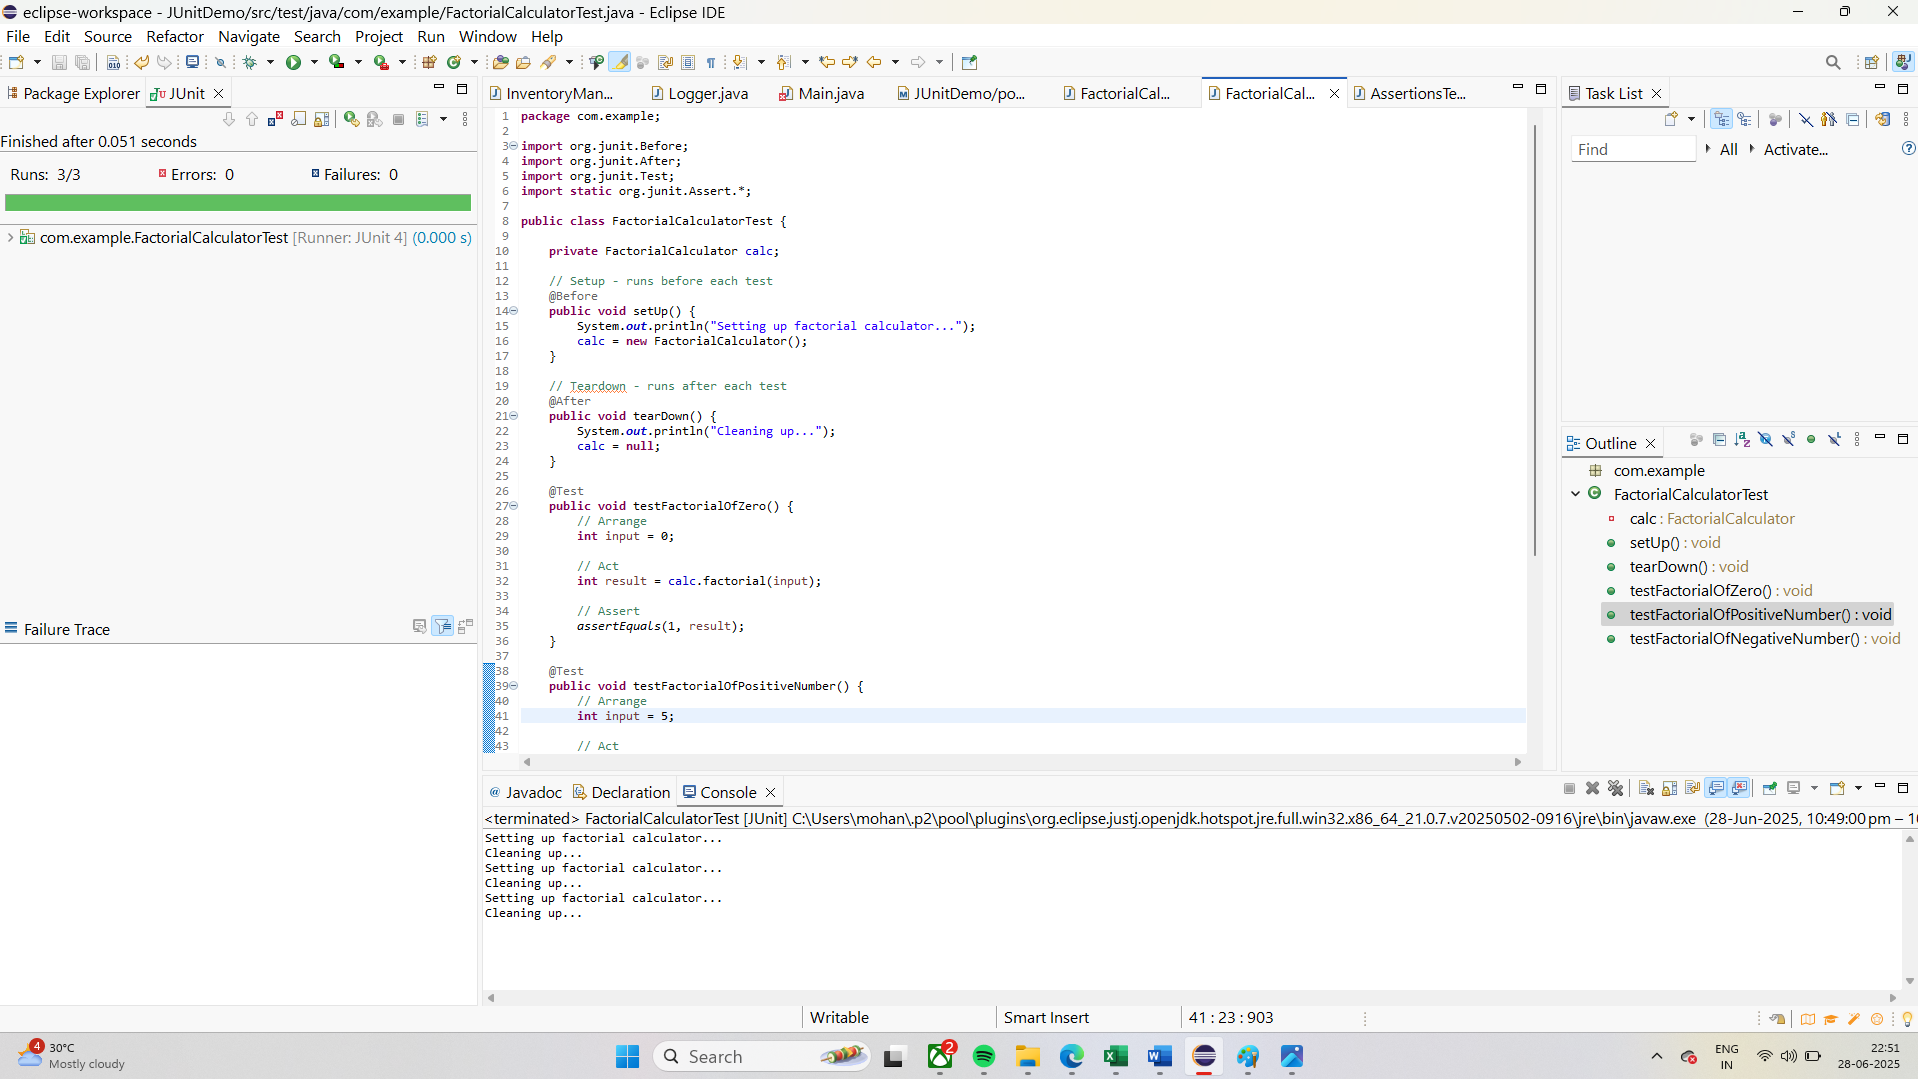 eclipse-workspace - JUnitDemo/src/test/java/com/example/FactorialCalculatorTest.java - Eclipse IDE
File Edit Source Refactor Navigate Search Project Run Window Help
Package Explorer JUnit
Finished after 0.051 seconds
Runs: 3/3 Errors: 0 Failures: 0
com.example.FactorialCalculatorTest [Runner: JUnit 4] (0.000 s)
Failure Trace
InventoryMan... Logger.java Main.java JUnitDemo/po... FactorialCal... FactorialCal... AssertionsTe...
1 package com.example;
2
3 import org.junit.Before;
4 import org.junit.After;
5 import org.junit.Test;
6 import static org.junit.Assert.*;
7
8 public class FactorialCalculatorTest {
9
10 private FactorialCalculator calc;
11
12 // Setup - runs before each test
13 @Before
14 public void setUp() {
15 System.out.println("Setting up factorial calculator...");
16 calc = new FactorialCalculator();
17 }
18
19 // Teardown - runs after each test
20 @After
21 public void tearDown() {
22 System.out.println("Cleaning up...");
23 calc = null;
24 }
25
26 @Test
27 public void testFactorialOfZero() {
28 // Arrange
29 int input = 0;
30
31 // Act
32 int result = calc.factorial(input);
33
34 // Assert
35 assertEquals(1, result);
36 }
37
38 @Test
39 public void testFactorialOfPositiveNumber() {
40 // Arrange
41 int input = 5;
42
43 // Act
Task List
Find All Activate...
Outline
com.example
FactorialCalculatorTest
calc : FactorialCalculator
setUp() : void
tearDown() : void
testFactorialOfZero() : void
testFactorialOfPositiveNumber() : void
testFactorialOfNegativeNumber() : void
@ Javadoc Declaration Console
<terminated> FactorialCalculatorTest [JUnit] C:\Users\mohan\.p2\pool\plugins\org.eclipse.justj.openjdk.hotspot.jre.full.win32.x86_64_21.0.7.v20250502-0916\jre\bin\javaw.exe (28-Jun-2025, 10:49:00 pm – 1
Setting up factorial calculator...
Cleaning up...
Setting up factorial calculator...
Cleaning up...
Setting up factorial calculator...
Cleaning up...
Writable Smart Insert 41 : 23 : 903
4 30°C
Mostly cloudy
Search
2
ENG
IN
22:51
28-06-2025